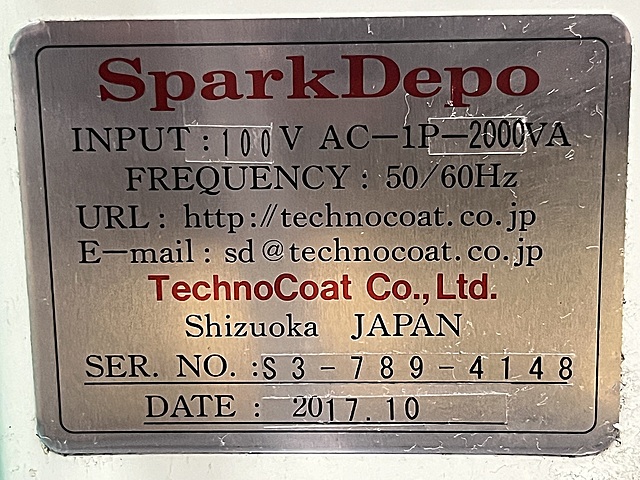 SparkDepo
INPUT : 100 V AC-1P-2000VA
FREQUENCY : 50/60Hz
URL : http://technocoat.co.jp
E-mail : sd@technocoat.co.jp
TechnoCoat Co., Ltd.
Shizuoka JAPAN
SER. NO. : S3-789-4148
DATE : 2017.10